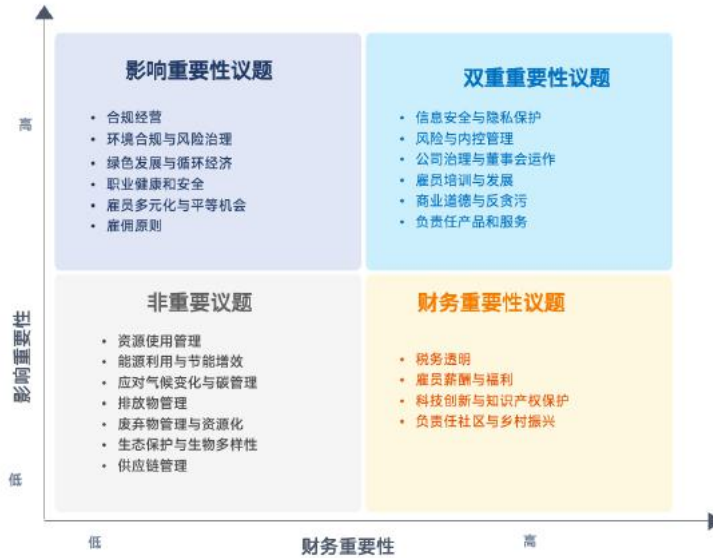 影响重要性议题
合规经营
环境合规与风险治理
绿色发展与循环经济
职业健康和安全
雇员多元化与平等机会
雇佣原则
双重重要性议题
信息安全与隐私保护
风险与内控管理
公司治理与董事会运作
雇员培训与发展
商业道德与反贪污
负责任产品和服务
高
影响重要性
低
非重要议题
资源使用管理
能源利用与节能增效
应对气候变化与碳管理
排放物管理
废弃物管理与资源化
生态保护与生物多样性
供应链管理
财务重要性议题
税务透明
雇员薪酬与福利
科技创新与知识产权保护
负责任社区与乡村振兴
低
财务重要性
高